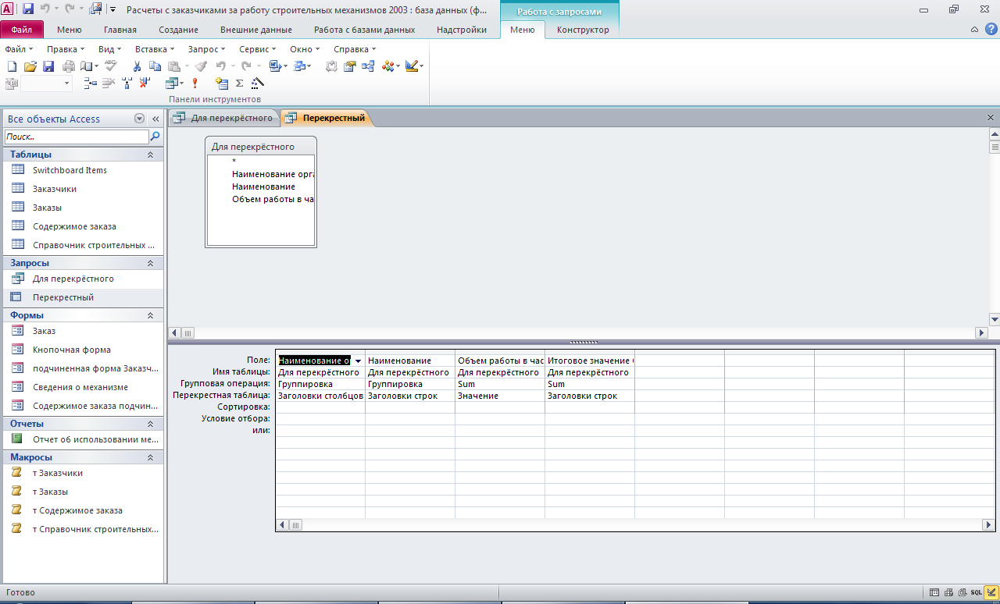 Расчеты с заказчиками за работу строительных механизмов 2003 : база данных (ф...
Работа с запросами
Файл Меню Главная Создание Внешние данные Работа с базами данных Надстройки Меню Конструктор
Файл Правка Вид Вставка Запрос Сервис Окно Справка
Панели инструментов
Все объекты Access
Поиск...
Таблицы
Switchboard Items
Заказчики
Заказы
Содержимое заказа
Справочник строительных ...
Запросы
Для перекрёстного
Перекрестный
Формы
Заказ
Кнопочная форма
подчиненная форма Заказч...
Сведения о механизме
Содержимое заказа подчин...
Отчеты
Отчет об использовании ме...
Макросы
т Заказчики
т Заказы
т Содержимое заказа
т Справочник строительных...
Для перекрёстного Перекрестный
Для перекрёстного
*
Наименование орга
Наименование
Объем работы в ча
Поле: Наименование о Наименование Объем работы в час Итоговое значение
Имя таблицы: Для перекрёстного Для перекрёстного Для перекрёстного Для перекрёстного
Групповая операция: Группировка Группировка Sum Sum
Перекрестная таблица: Заголовки столбцов Заголовки строк Значение Заголовки строк
Сортировка:
Условие отбора:
или:
Готово
SQL